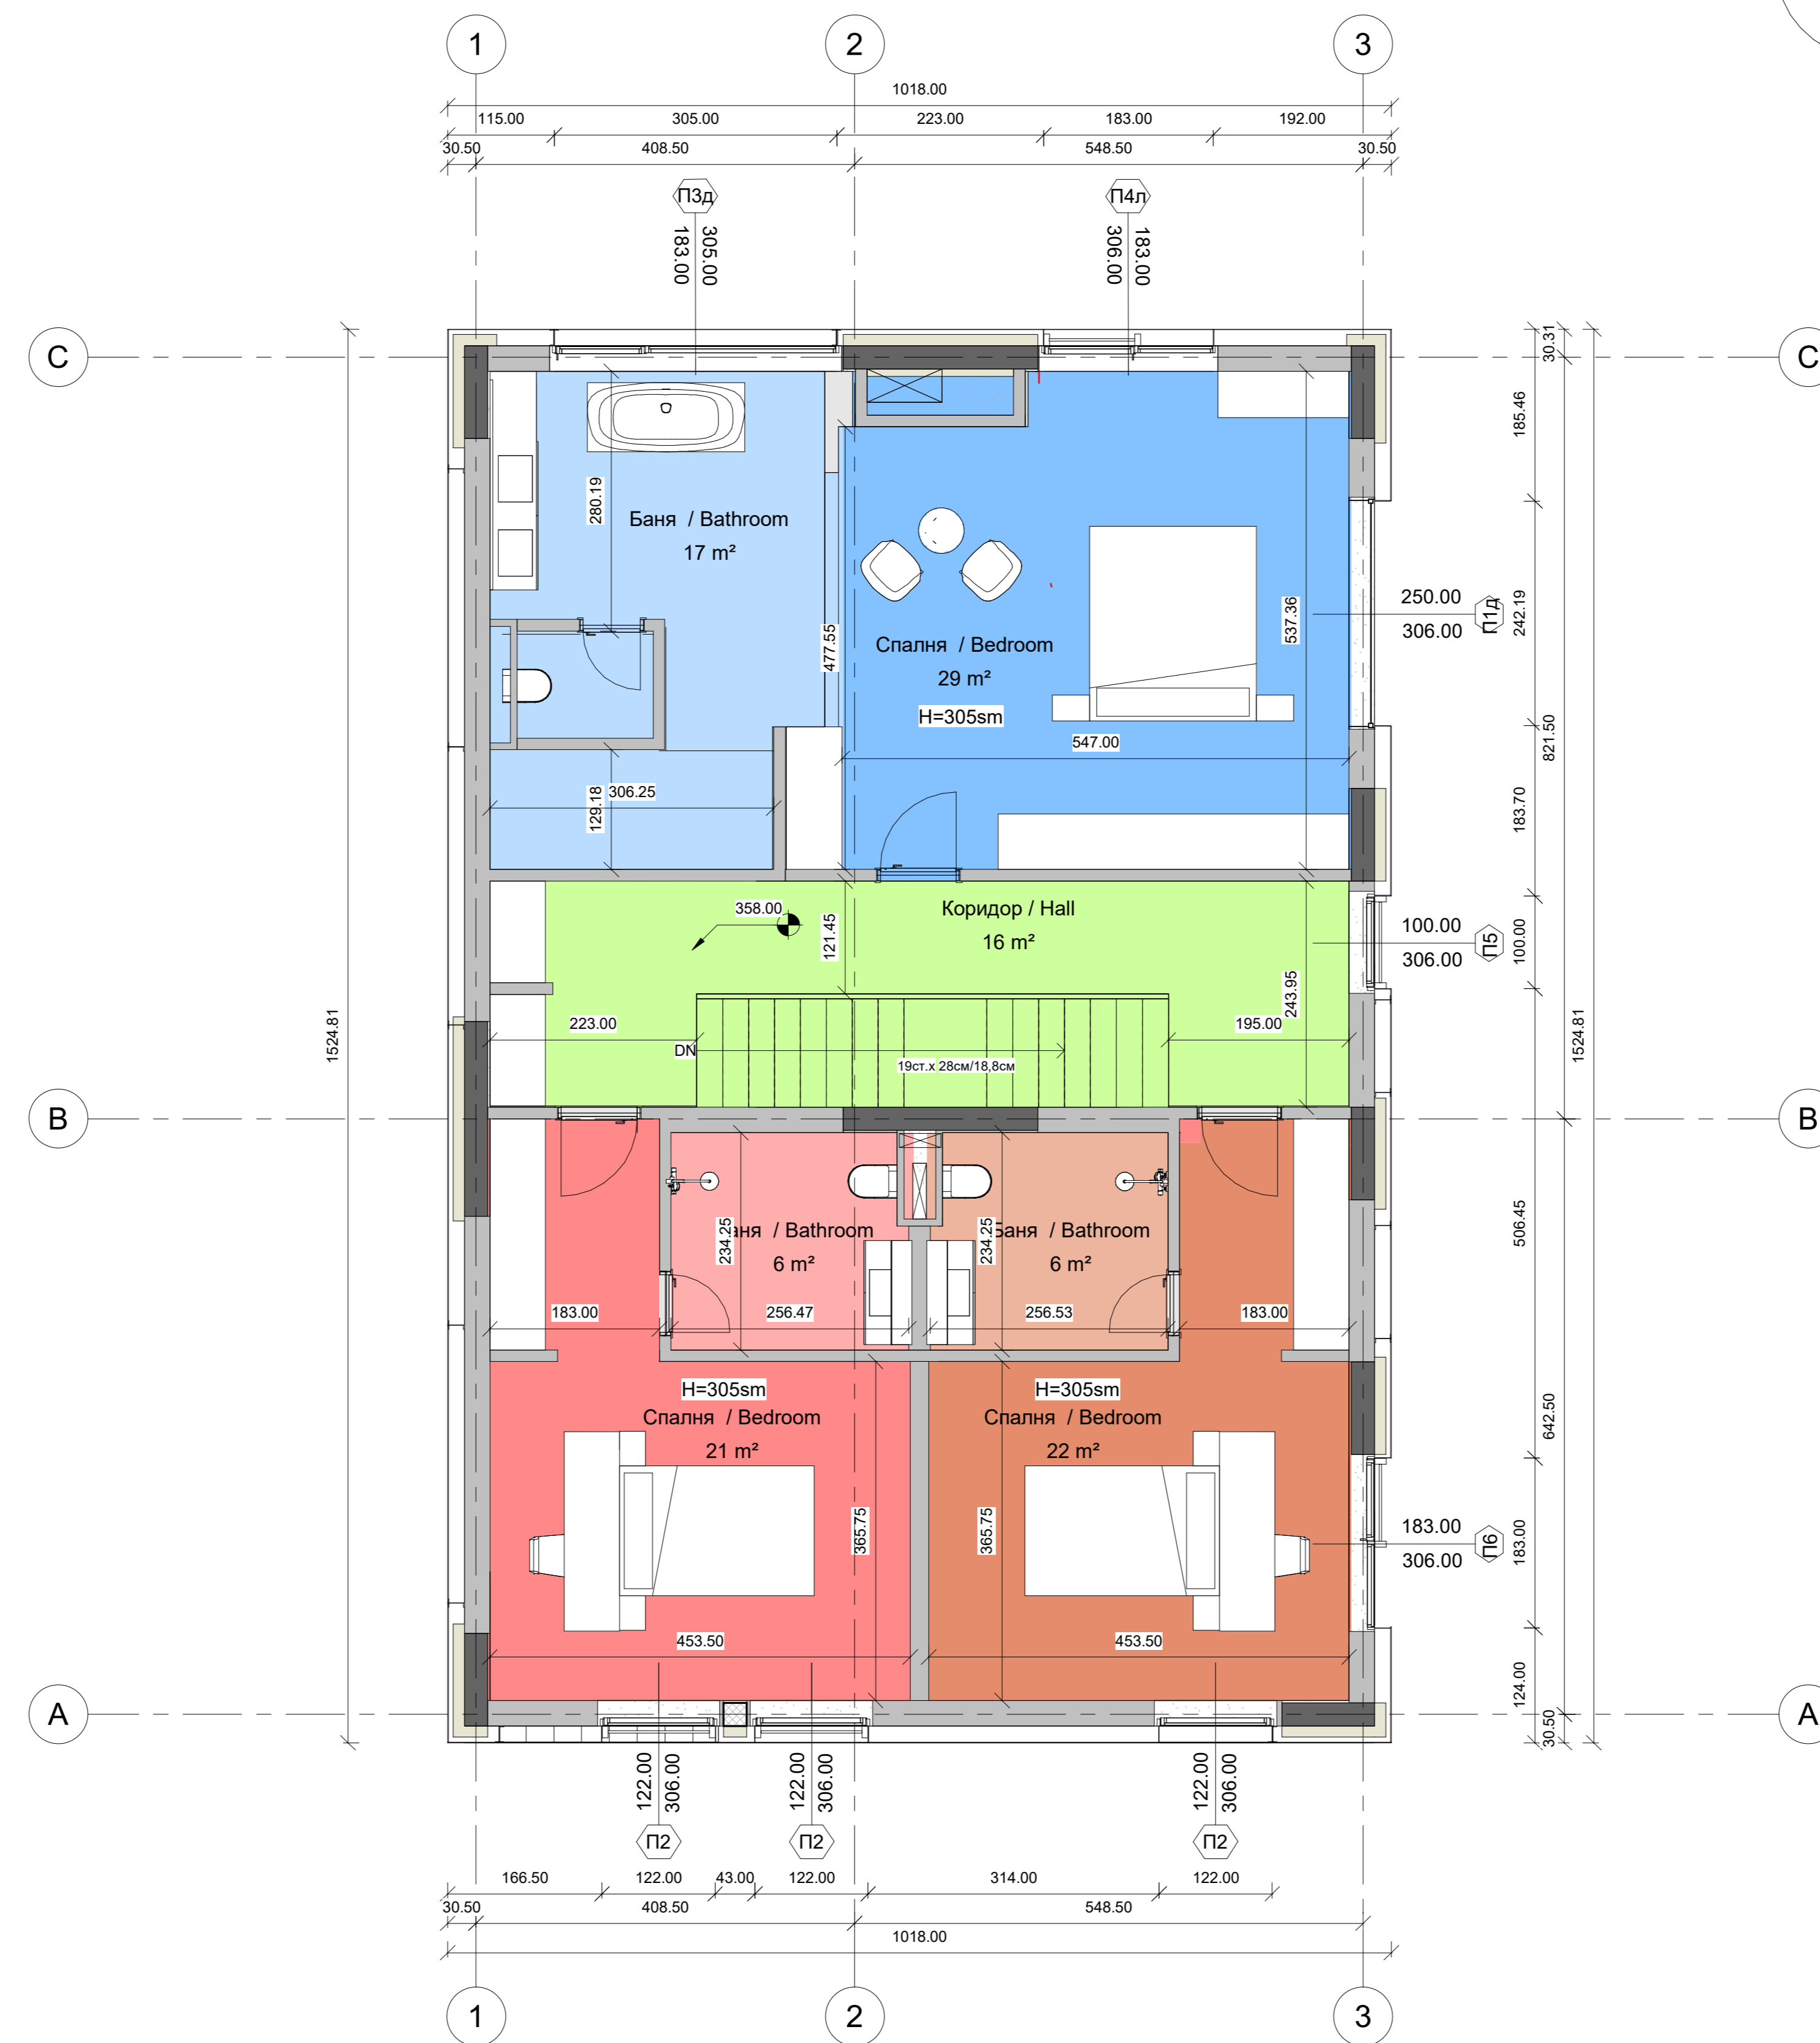 1
2
3
1018.00
115.00
305.00
223.00
183.00
192.00
30.50
408.50
548.50
30.50
П3д
305.00
183.00
П4л
183.00
306.00
C
C
30.31
185.46
280.19
Баня / Bathroom
17 m²
477.55
Спалня / Bedroom
29 m²
H=305sm
537.36
547.00
250.00
306.00
П1д
242.19
821.50
129.18
306.25
183.70
358.00
121.45
Коридор / Hall
16 m²
243.95
100.00
306.00
П5
100.00
1524.81
1524.81
223.00
195.00
DN
19ст.x 28см/18,8см
B
B
234.25
аня / Bathroom
6 m²
234.25
Баня / Bathroom
6 m²
506.45
183.00
256.47
256.53
183.00
H=305sm
Спалня / Bedroom
21 m²
H=305sm
Спалня / Bedroom
22 m²
642.50
365.75
365.75
183.00
306.00
П6
183.00
453.50
453.50
124.00
30.50
A
A
122.00
306.00
122.00
306.00
122.00
306.00
П2
П2
П2
166.50
122.00
43.00
122.00
314.00
122.00
30.50
408.50
548.50
1018.00
1
2
3